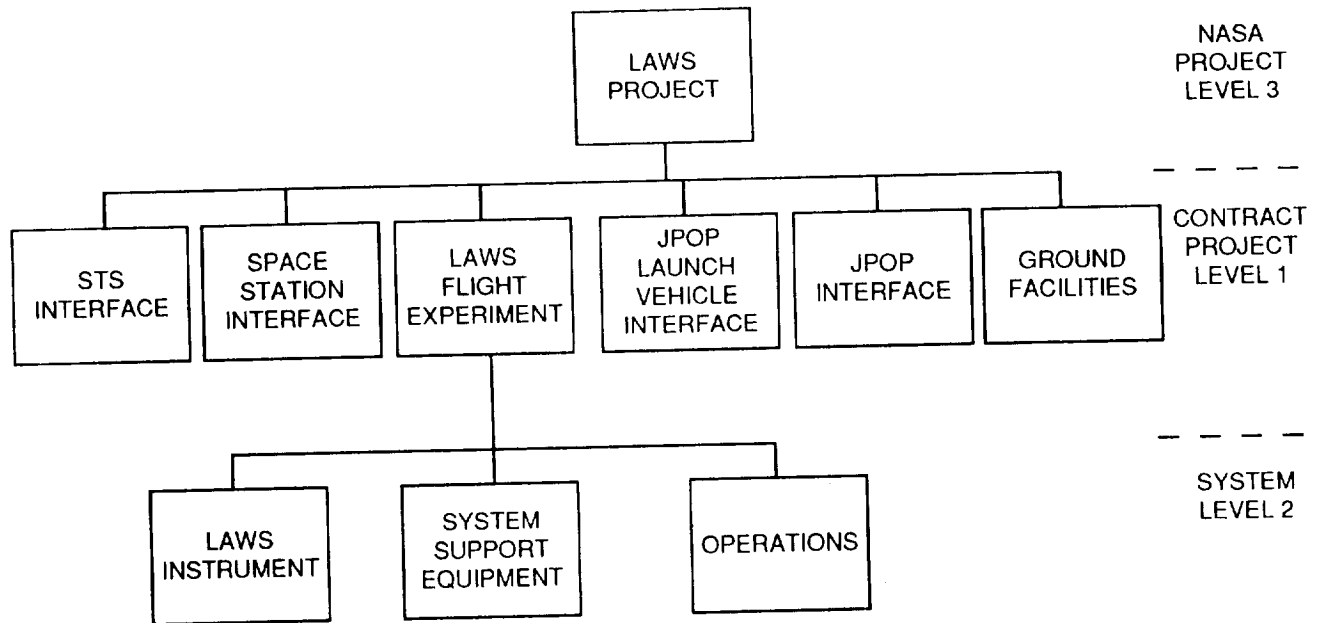 LAWS
PROJECT
NASA
PROJECT
LEVEL 3
STS
INTERFACE
SPACE
STATION
INTERFACE
LAWS
FLIGHT
EXPERIMENT
JPOP
LAUNCH
VEHICLE
INTERFACE
JPOP
INTERFACE
GROUND
FACILITIES
CONTRACT
PROJECT
LEVEL 1
LAWS
INSTRUMENT
SYSTEM
SUPPORT
EQUIPMENT
OPERATIONS
SYSTEM
LEVEL 2